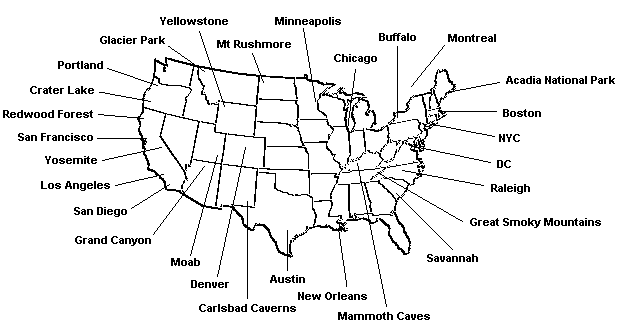 Yellowstone
Minneapolis
Glacier Park
Mt Rushmore
Buffalo
Montreal
Chicago
Portland
Acadia National Park
Crater Lake
Redwood Forest
Boston
San Francisco
NYC
Yosemite
DC
Los Angeles
Raleigh
San Diego
Great Smoky Mountains
Grand Canyon
Savannah
Moab
Denver
Austin
New Orleans
Carlsbad Caverns
Mammoth Caves